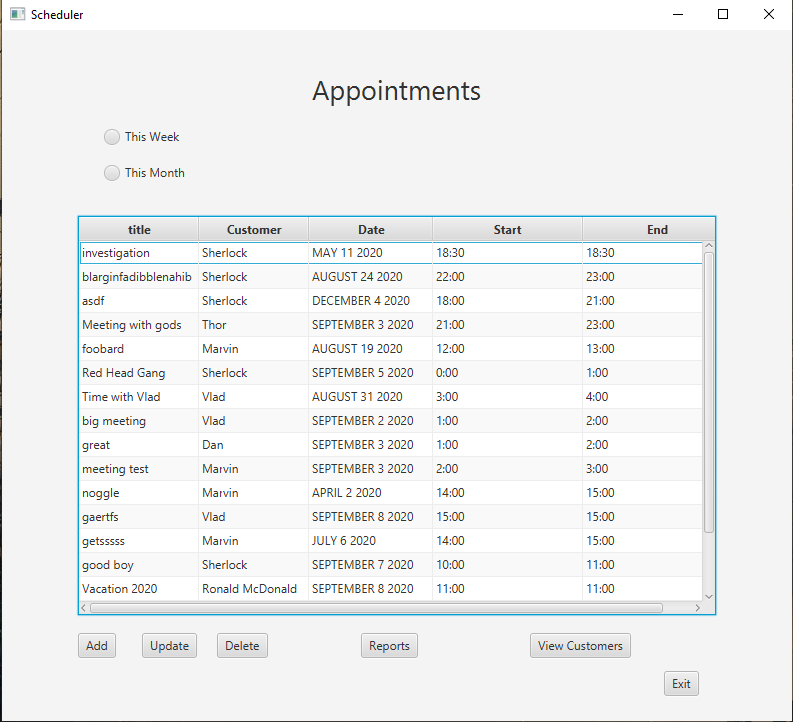 Scheduler
Appointments
This Week
This Month
title Customer Date Start End
investigation Sherlock MAY 11 2020 18:30 18:30
blarginfadibblenahib Sherlock AUGUST 24 2020 22:00 23:00
asdf Sherlock DECEMBER 4 2020 18:00 21:00
Meeting with gods Thor SEPTEMBER 3 2020 21:00 23:00
foobard Marvin AUGUST 19 2020 12:00 13:00
Red Head Gang Sherlock SEPTEMBER 5 2020 0:00 1:00
Time with Vlad Vlad AUGUST 31 2020 3:00 4:00
big meeting Vlad SEPTEMBER 2 2020 1:00 2:00
great Dan SEPTEMBER 3 2020 1:00 2:00
meeting test Marvin SEPTEMBER 3 2020 2:00 3:00
noggle Marvin APRIL 2 2020 14:00 15:00
gaertfs Vlad SEPTEMBER 8 2020 15:00 15:00
getsssss Marvin JULY 6 2020 14:00 15:00
good boy Sherlock SEPTEMBER 7 2020 10:00 11:00
Vacation 2020 Ronald McDonald SEPTEMBER 8 2020 11:00 11:00
Add Update Delete Reports View Customers
Exit